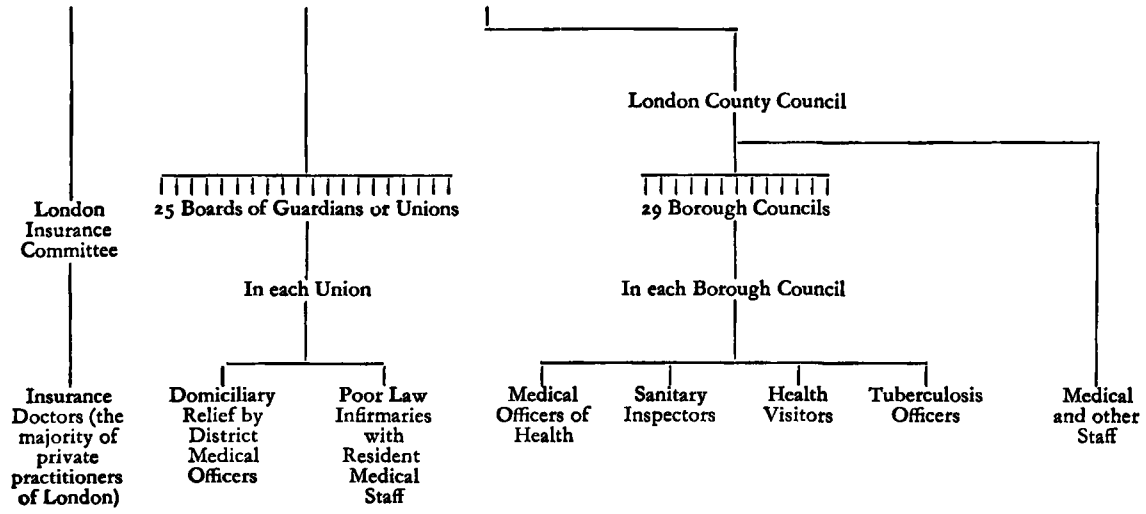 London County Council
London
Insurance
Committee
25 Boards of Guardians or Unions
29 Borough Councils
In each Union
In each Borough Council
Insurance
Doctors (the
majority of
private
practitioners
of London)
Domiciliary
Relief by
District
Medical
Officers
Poor Law
Infirmaries
with
Resident
Medical
Staff
Medical
Officers of
Health
Sanitary
Inspectors
Health
Visitors
Tuberculosis
Officers
Medical
and other
Staff